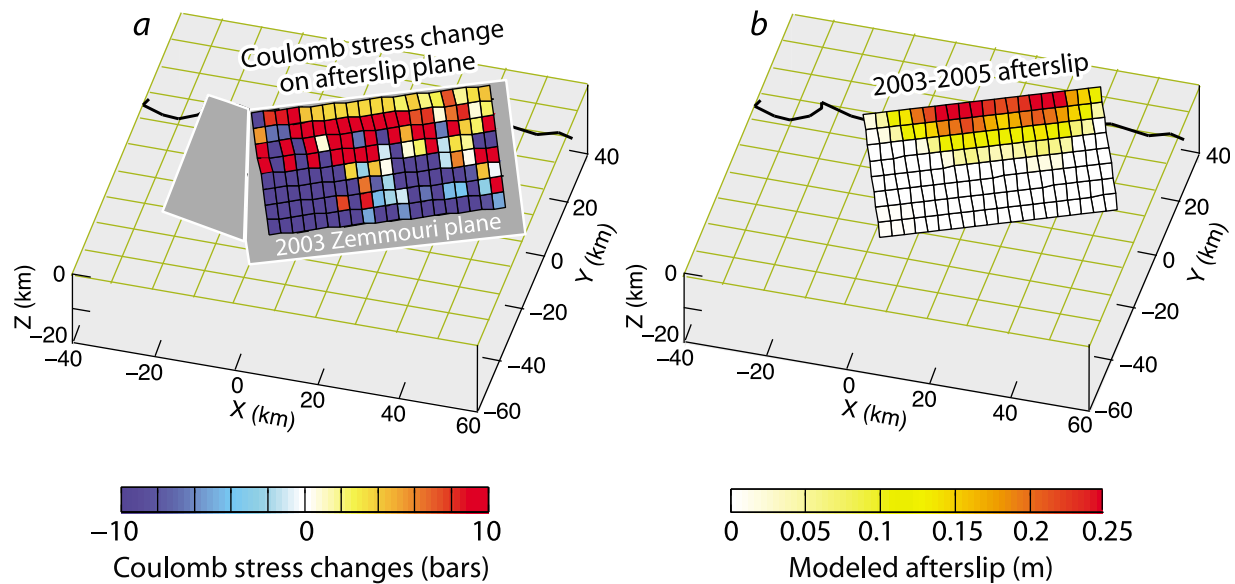 a
Coulomb stress change
on afterslip plane
2003 Zemmouri plane
40
20
0
−20
−40
−60
Y (km)
0
−20
Z (km)
−40
−20
0
20
40
60
X (km)
−10
0
10
Coulomb stress changes (bars)
b
2003-2005 afterslip
40
20
0
−20
−40
−60
Y (km)
0
−20
Z (km)
−40
−20
0
20
40
60
X (km)
0
0.05
0.1
0.15
0.2
0.25
Modeled afterslip (m)